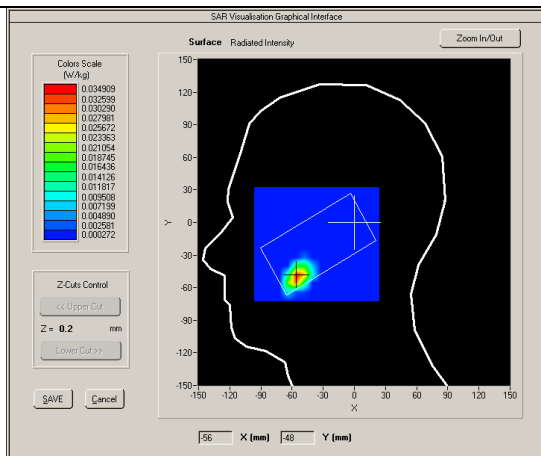 SAR Visualisation Graphical Interface
Surface Radiated Intensity
Zoom In/Out
Colors Scale
(W/kg)
0.034909
0.032599
0.030290
0.027981
0.025672
0.023363
0.021054
0.018745
0.016436
0.014126
0.011817
0.009508
0.007199
0.004890
0.002581
0.000272
Z-Cuts Control
<< Upper Cut
Z = 0.2 mm
Lower Cut >>
SAVE
Cancel
150
120
90
60
30
0
-30
-60
-90
-120
-150
Y
-150 -120 -90 -60 -30 0 30 60 90 120 150
X
-56 X (mm) -48 Y (mm)